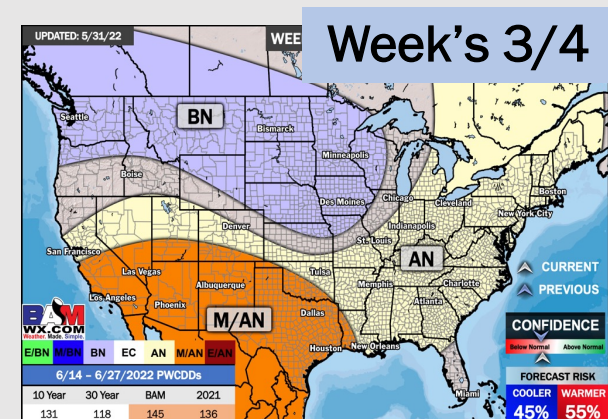 UPDATED: 5/31/22
WEE
Week's 3/4
Seattle
BN
Bismarck
Minneapolis
Boise
Des Moines
Chicago
Cleveland
Boston
New York City
Denver
Indianapolis
St. Louis
San Francisco
AN
Las Vegas
Tulsa
Memphis
Charlotte
Los Angeles
Albuquerque
Phoenix
Atlanta
M/AN
Dallas
Houston
New Orleans
Miami
CURRENT
PREVIOUS
BAM
WX.COM
Weather. Made. Simple.
E/BN M/BN BN EC AN M/AN E/AN
6/14 – 6/27/2022 PWCDDs
10 Year 30 Year BAM 2021
131 118 145 136
CONFIDENCE
Below Normal Above Normal
FORECAST RISK
COOLER WARMER
45% 55%